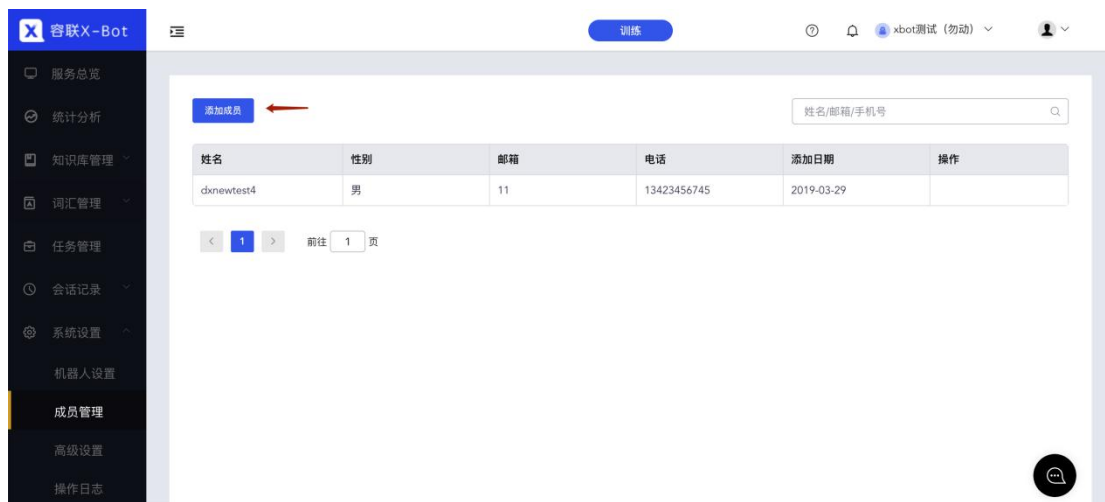 容联X-Bot
训练
xbot测试（勿动）
服务总览
统计分析
知识库管理
词汇管理
任务管理
会话记录
系统设置
机器人设置
成员管理
高级设置
操作日志
添加成员
姓名/邮箱/手机号
姓名 性别 邮箱 电话 添加日期 操作
dxnewtest4 男 11 13423456745 2019-03-29
1 前往 1 页